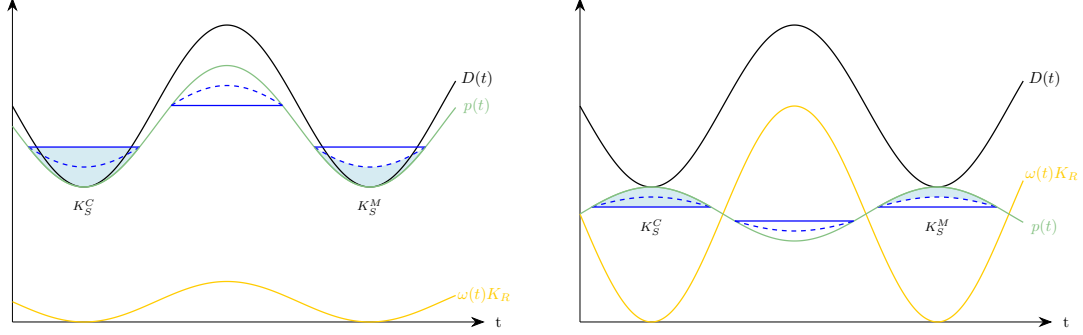 D(t)
p(t)
K_S^C
K_S^M
ω(t)K_R
t
D(t)
ω(t)K_R
K_S^C
K_S^M
p(t)
t